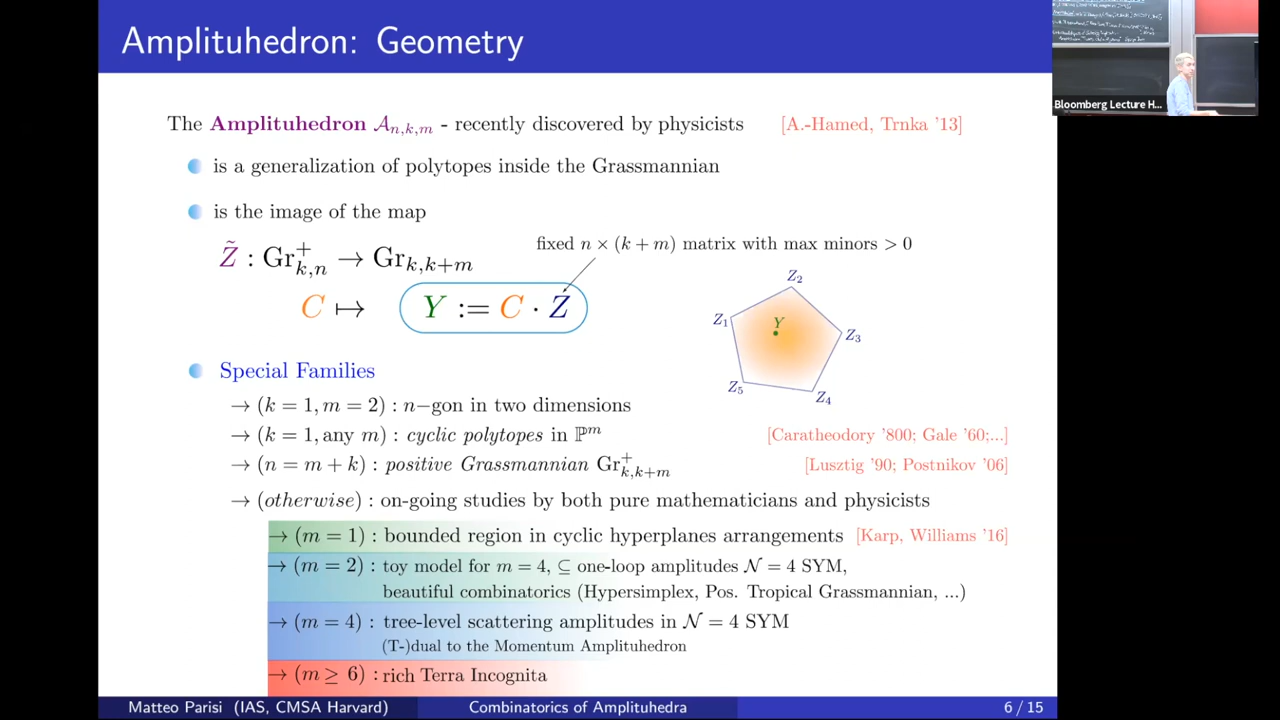 Amplituhedron: Geometry
Bloomberg Lecture H...
The Amplituhedron 𝒜ₙ,ₖ,ₘ - recently discovered by physicists [A.-Hamed, Trnka '13]
is a generalization of polytopes inside the Grassmannian
is the image of the map
fixed n × (k + m) matrix with max minors > 0
Z̃ : Gr⁺ₖ,ₙ → Grₖ,ₖ₊ₘ
C ↦ Y := C · Z
Z₂
Z₁
Y
Z₃
Z₅
Z₄
Special Families
→ (k = 1, m = 2) : n−gon in two dimensions
→ (k = 1, any m) : cyclic polytopes in ℙᵐ [Caratheodory '800; Gale '60;...]
→ (n = m + k) : positive Grassmannian Gr⁺ₖ,ₖ₊ₘ [Lusztig '90; Postnikov '06]
→ (otherwise) : on-going studies by both pure mathematicians and physicists
→ (m = 1) : bounded region in cyclic hyperplanes arrangements [Karp, Williams '16]
→ (m = 2) : toy model for m = 4, ⊆ one-loop amplitudes 𝒩 = 4 SYM,
beautiful combinatorics (Hypersimplex, Pos. Tropical Grassmannian, ...)
→ (m = 4) : tree-level scattering amplitudes in 𝒩 = 4 SYM
(T-)dual to the Momentum Amplituhedron
→ (m ≥ 6) : rich Terra Incognita
Matteo Parisi (IAS, CMSA Harvard) Combinatorics of Amplituhedra 6 / 15